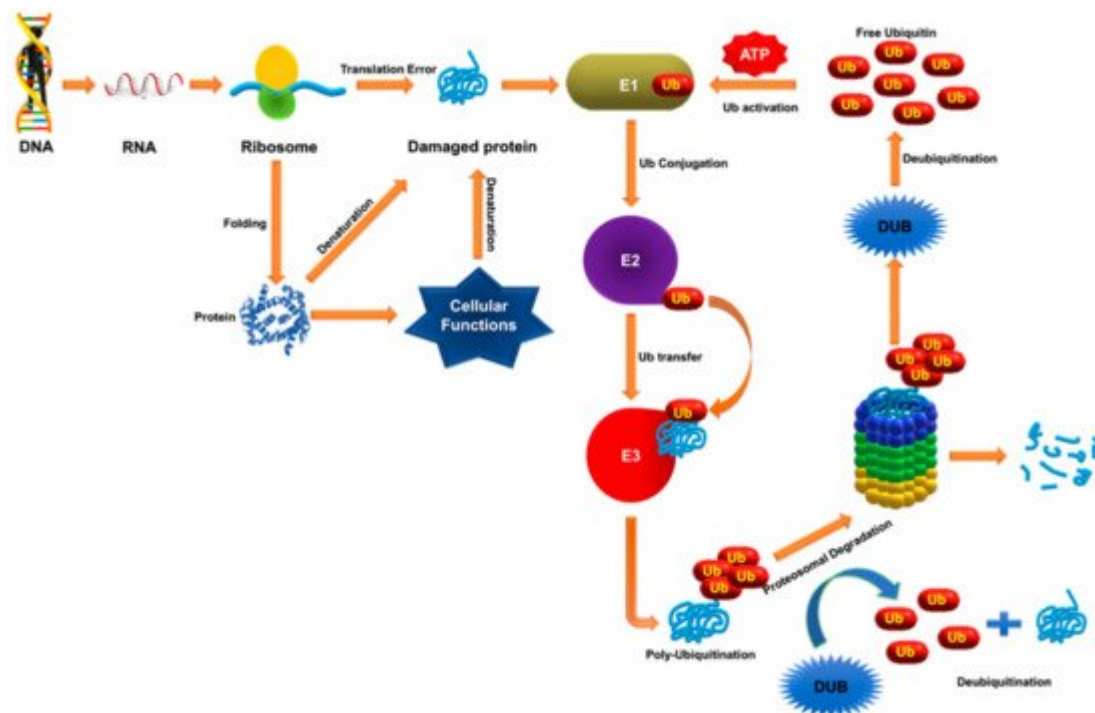 Free Ubiquitin
ATP
Ub
Ub
Ub
Ub
Ub
Ub
Ub
Ub
Translation Error
E1
Ub
Ub activation
DNA
RNA
Ribosome
Damaged protein
Ub Conjugation
Deubiquitination
DUB
Folding
Denaturation
Denaturation
E2
Ub
Protein
Cellular
Functions
Ub transfer
Ub
Ub
Ub
Ub
Ub
E3
Ub
Ub
Ub
Ub
Proteosomal Degradation
Poly-Ubiquitination
Ub
Ub
Ub
Ub
DUB
Deubiquitination